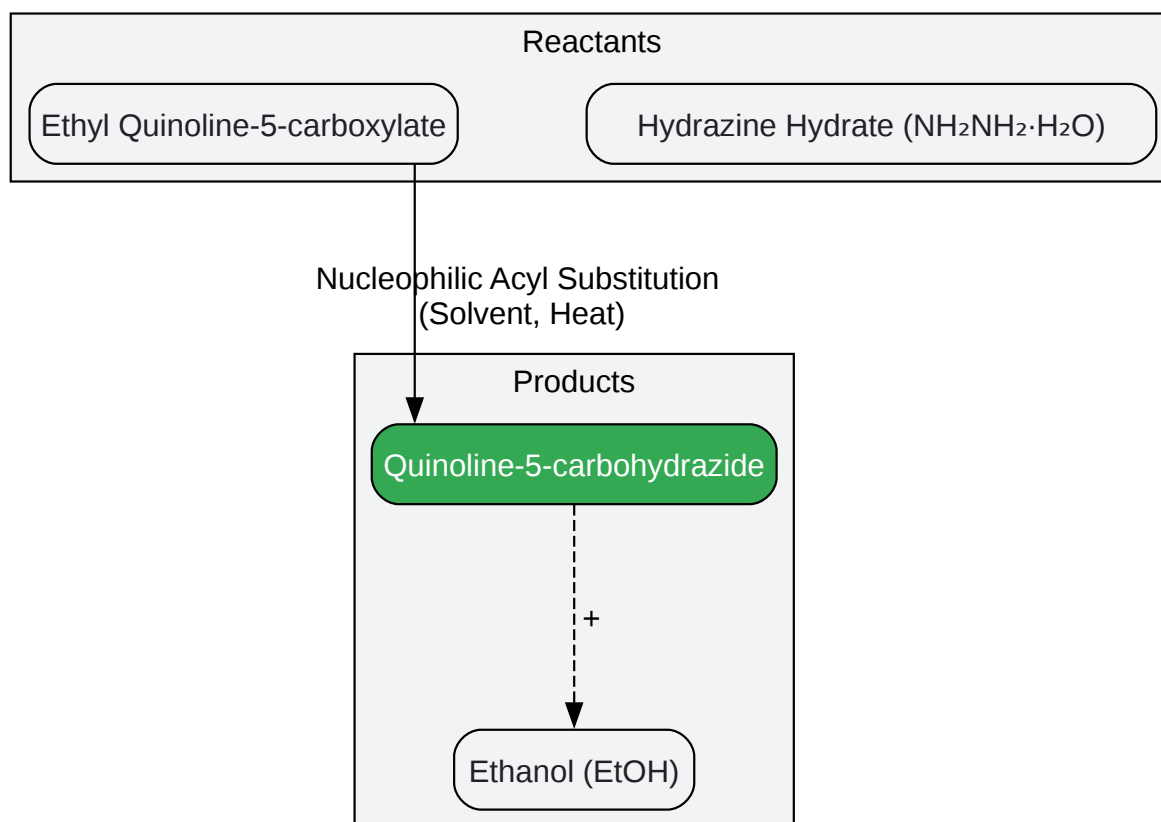 Reactants
Ethyl Quinoline-5-carboxylate
Hydrazine Hydrate (NH₂NH₂·H₂O)
Nucleophilic Acyl Substitution
(Solvent, Heat)
Products
Quinoline-5-carbohydrazide
+
Ethanol (EtOH)